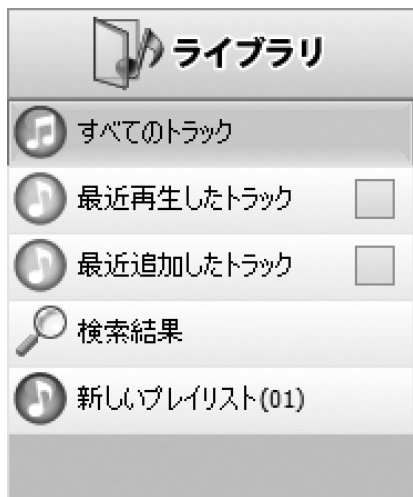 ライブラリ
すべてのトラック
最近再生したトラック
最近追加したトラック
検索結果
新しいプレイリスト(01)